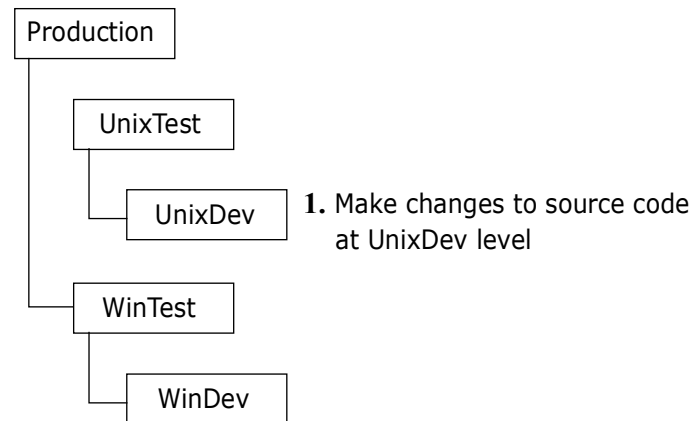 Production
UnixTest
UnixDev
1. Make changes to source code
at UnixDev level
WinTest
WinDev